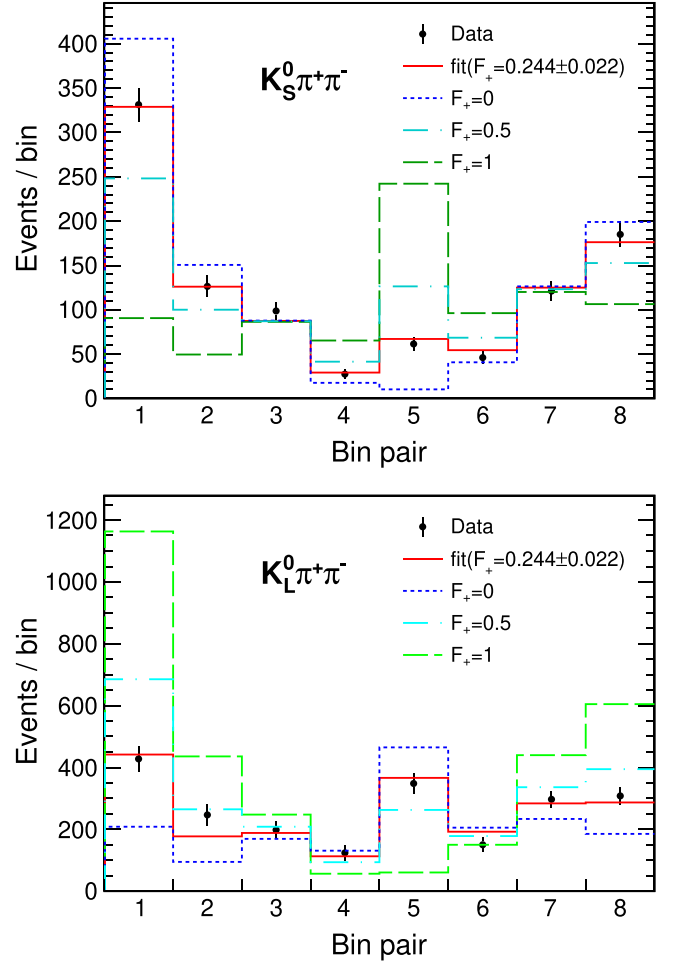 400
350
300
250
200
150
100
50
0
Events / bin
K⁰_Sπ⁺π⁻
Data
fit(F₊=0.244±0.022)
F₊=0
F₊=0.5
F₊=1
1 2 3 4 5 6 7 8
Bin pair
1200
1000
800
600
400
200
0
Events / bin
K⁰_Lπ⁺π⁻
Data
fit(F₊=0.244±0.022)
F₊=0
F₊=0.5
F₊=1
1 2 3 4 5 6 7 8
Bin pair